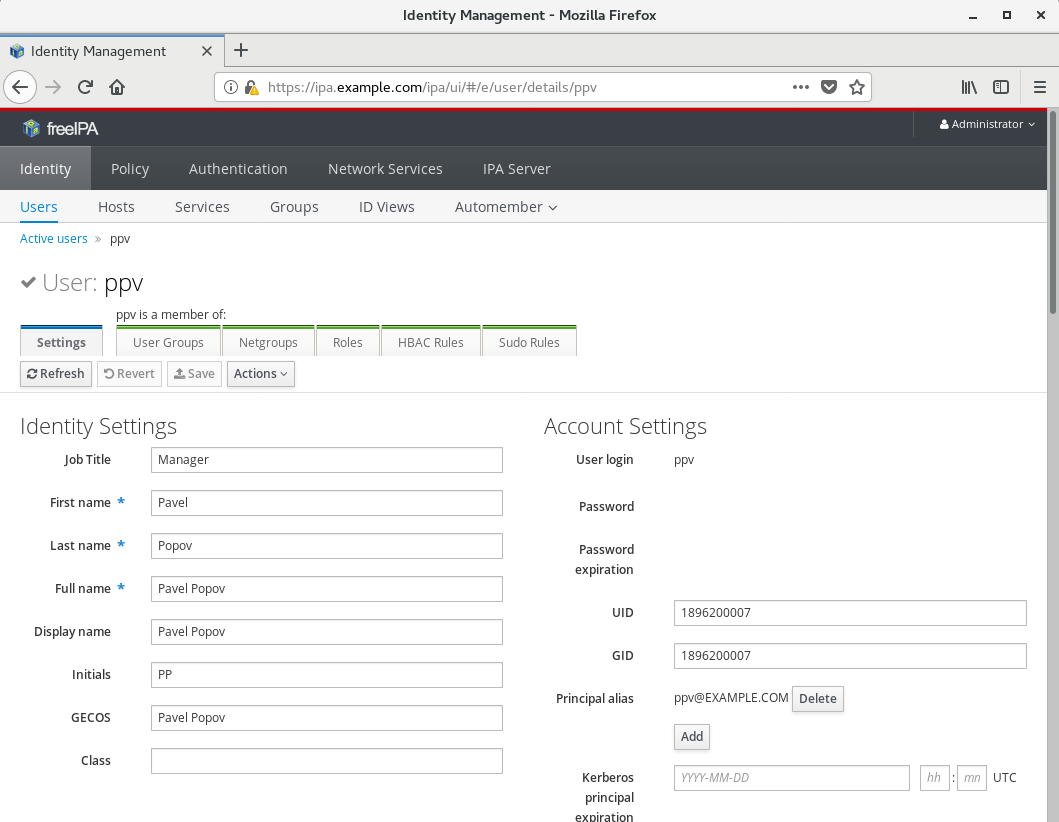 Identity Management - Mozilla Firefox
Identity Management
https://ipa.example.com/ipa/ui/#/e/user/details/ppv
freeIPA
Administrator
Identity Policy Authentication Network Services IPA Server
Users Hosts Services Groups ID Views Automember
Active users » ppv
User: ppv
ppv is a member of:
Settings User Groups Netgroups Roles HBAC Rules Sudo Rules
Refresh Revert Save Actions
Identity Settings
Job Title Manager
First name * Pavel
Last name * Popov
Full name * Pavel Popov
Display name Pavel Popov
Initials PP
GECOS Pavel Popov
Class
Account Settings
User login ppv
Password
Password
expiration
UID 1896200007
GID 1896200007
Principal alias ppv@EXAMPLE.COM Delete
Add
Kerberos YYYY-MM-DD hh : mn UTC
principal
expiration